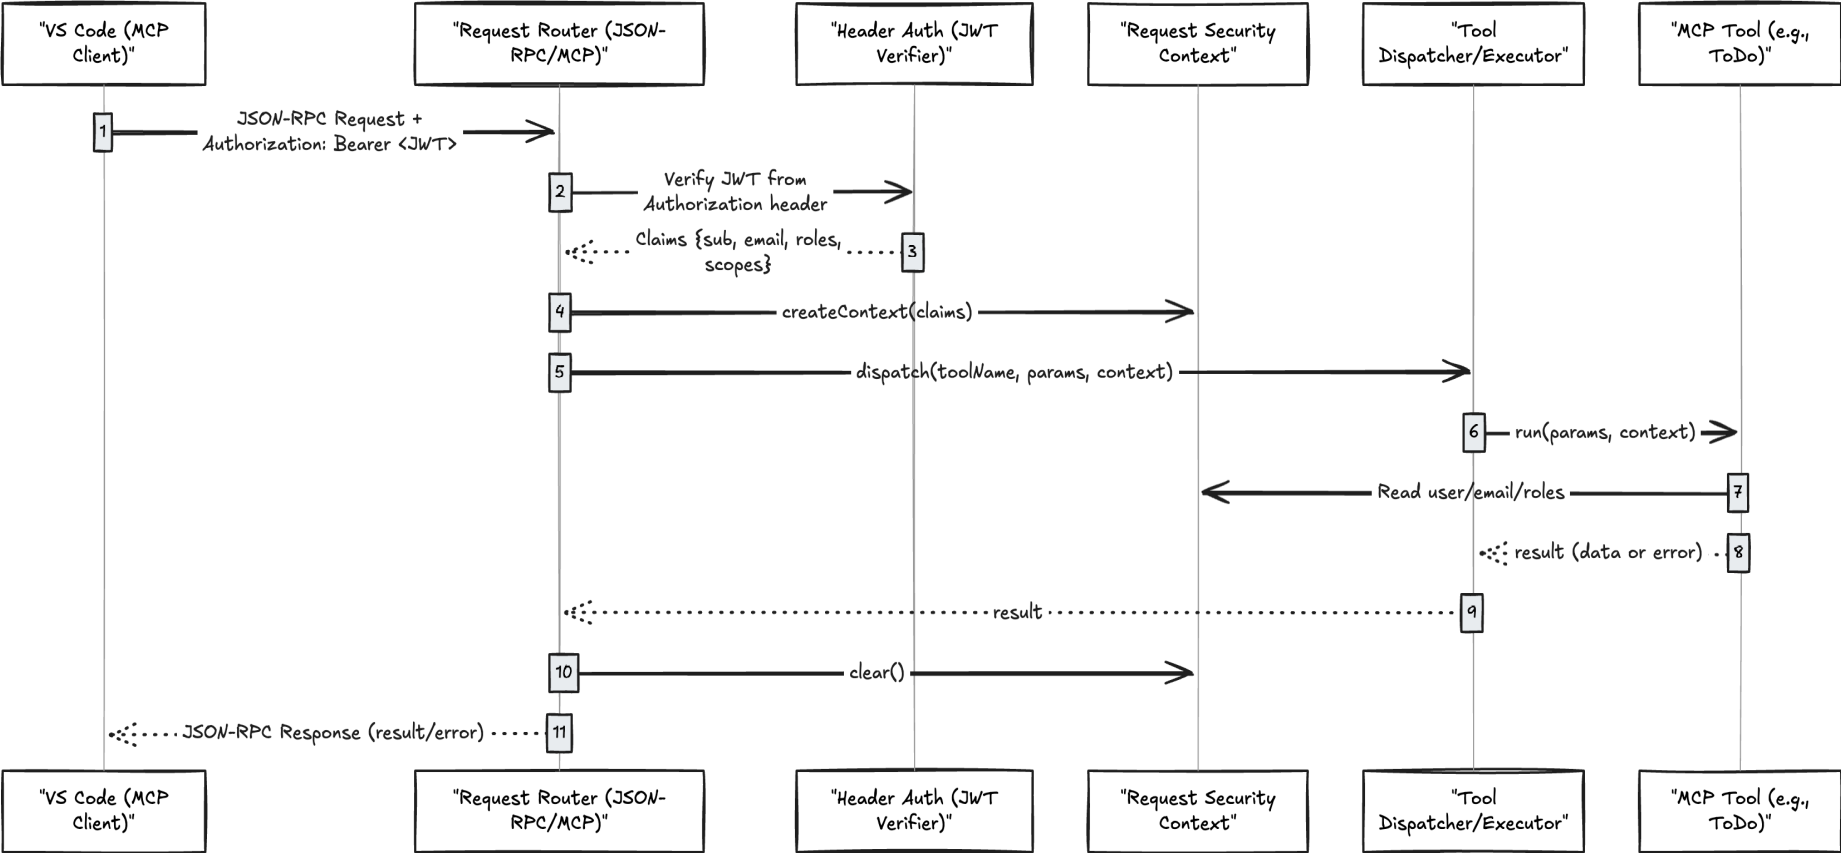 "VS Code (MCP
Client)"
"Request Router (JSON-
RPC/MCP)"
"Header Auth (JWT
Verifier)"
"Request Security
Context"
"Tool
Dispatcher/Executor"
"MCP Tool (e.g.,
ToDo)"
1
JSON-RPC Request +
Authorization: Bearer <JWT>
2
Verify JWT from
Authorization header
Claims {sub, email, roles,
scopes}
3
4
createContext(claims)
5
dispatch(toolName, params, context)
6
run(params, context)
Read user/email/roles
7
result (data or error)
8
result
9
10
clear()
JSON-RPC Response (result/error)
11
"VS Code (MCP
Client)"
"Request Router (JSON-
RPC/MCP)"
"Header Auth (JWT
Verifier)"
"Request Security
Context"
"Tool
Dispatcher/Executor"
"MCP Tool (e.g.,
ToDo)"